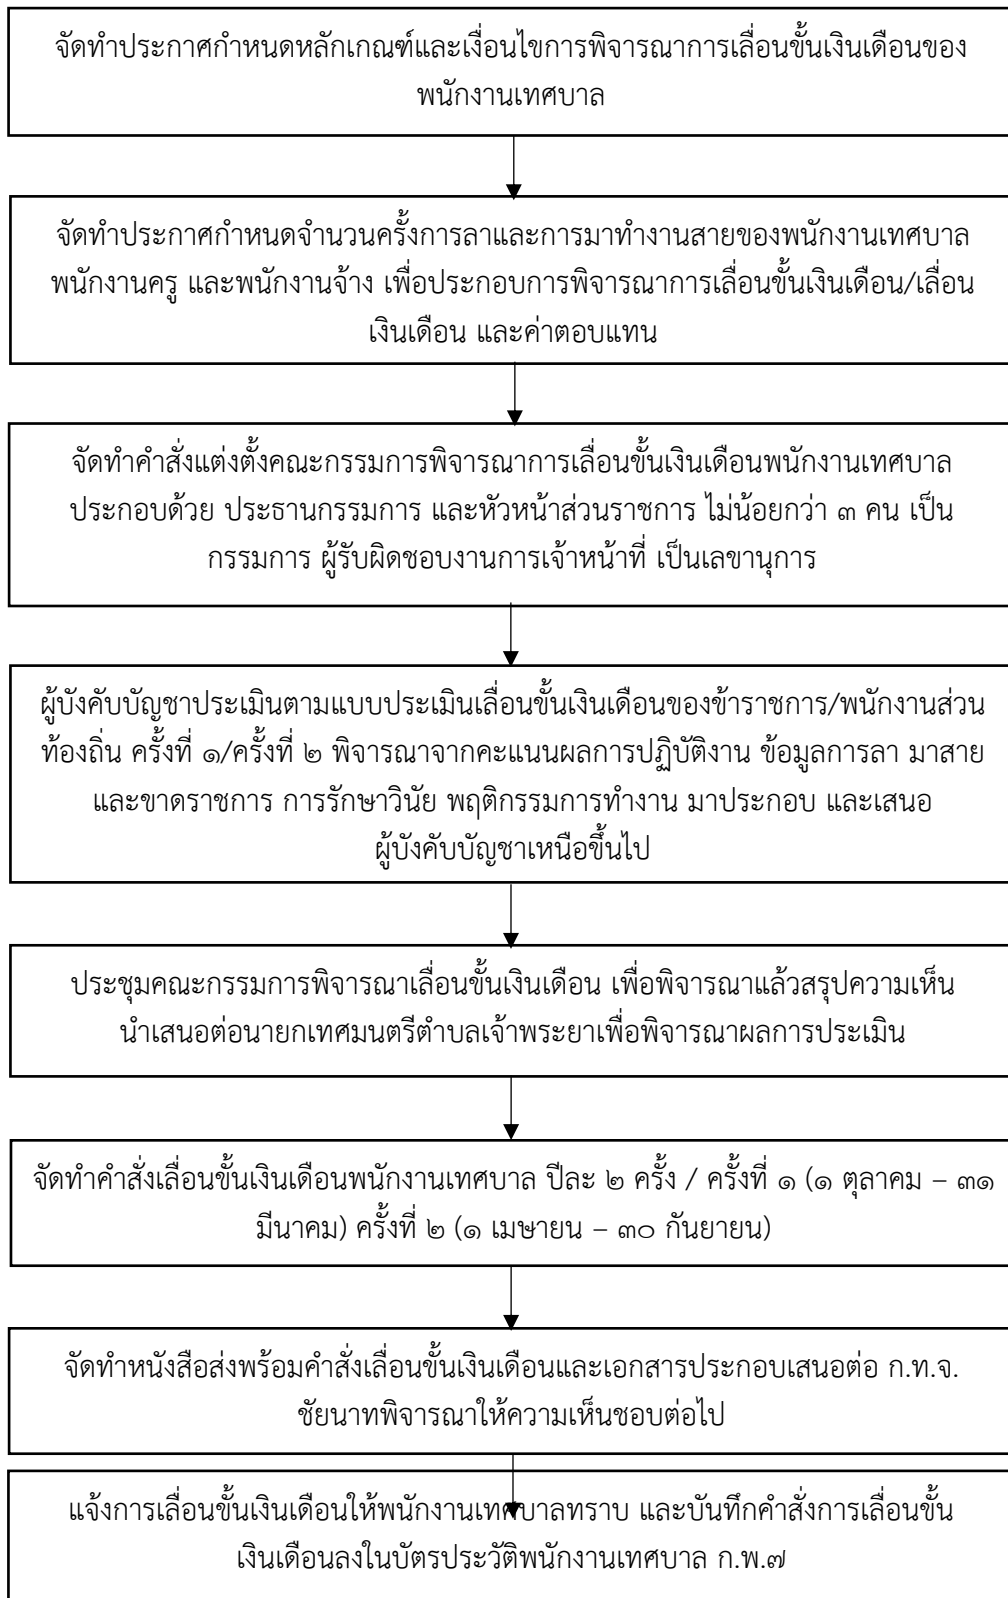 จัดทำประกาศกำหนดหลักเกณฑ์และเงื่อนไขการพิจารณาการเลื่อนขั้นเงินเดือนของ
พนักงานเทศบาล
จัดทำประกาศกำหนดจำนวนครั้งการลาและการมาทำงานสายของพนักงานเทศบาล
พนักงานครู และพนักงานจ้าง เพื่อประกอบการพิจารณาการเลื่อนขั้นเงินเดือน/เลื่อน
เงินเดือน และค่าตอบแทน
จัดทำคำสั่งแต่งตั้งคณะกรรมการพิจารณาการเลื่อนขั้นเงินเดือนพนักงานเทศบาล
ประกอบด้วย ประธานกรรมการ และหัวหน้าส่วนราชการ ไม่น้อยกว่า ๓ คน เป็น
กรรมการ ผู้รับผิดชอบงานการเจ้าหน้าที่ เป็นเลขานุการ
ผู้บังคับบัญชาประเมินตามแบบประเมินเลื่อนขั้นเงินเดือนของข้าราชการ/พนักงานส่วน
ท้องถิ่น ครั้งที่ ๑/ครั้งที่ ๒ พิจารณาจากคะแนนผลการปฏิบัติงาน ข้อมูลการลา มาสาย
และขาดราชการ การรักษาวินัย พฤติกรรมการทำงาน มาประกอบ และเสนอ
ผู้บังคับบัญชาเหนือขึ้นไป
ประชุมคณะกรรมการพิจารณาเลื่อนขั้นเงินเดือน เพื่อพิจารณาแล้วสรุปความเห็น
นำเสนอต่อนายกเทศมนตรีตำบลเจ้าพระยาเพื่อพิจารณาผลการประเมิน
จัดทำคำสั่งเลื่อนขั้นเงินเดือนพนักงานเทศบาล ปีละ ๒ ครั้ง / ครั้งที่ ๑ (๑ ตุลาคม – ๓๑
มีนาคม) ครั้งที่ ๒ (๑ เมษายน – ๓๐ กันยายน)
จัดทำหนังสือส่งพร้อมคำสั่งเลื่อนขั้นเงินเดือนและเอกสารประกอบเสนอต่อ ก.ท.จ.
ชัยนาทพิจารณาให้ความเห็นชอบต่อไป
แจ้งการเลื่อนขั้นเงินเดือนให้พนักงานเทศบาลทราบ และบันทึกคำสั่งการเลื่อนขั้น
เงินเดือนลงในบัตรประวัติพนักงานเทศบาล ก.พ.๗